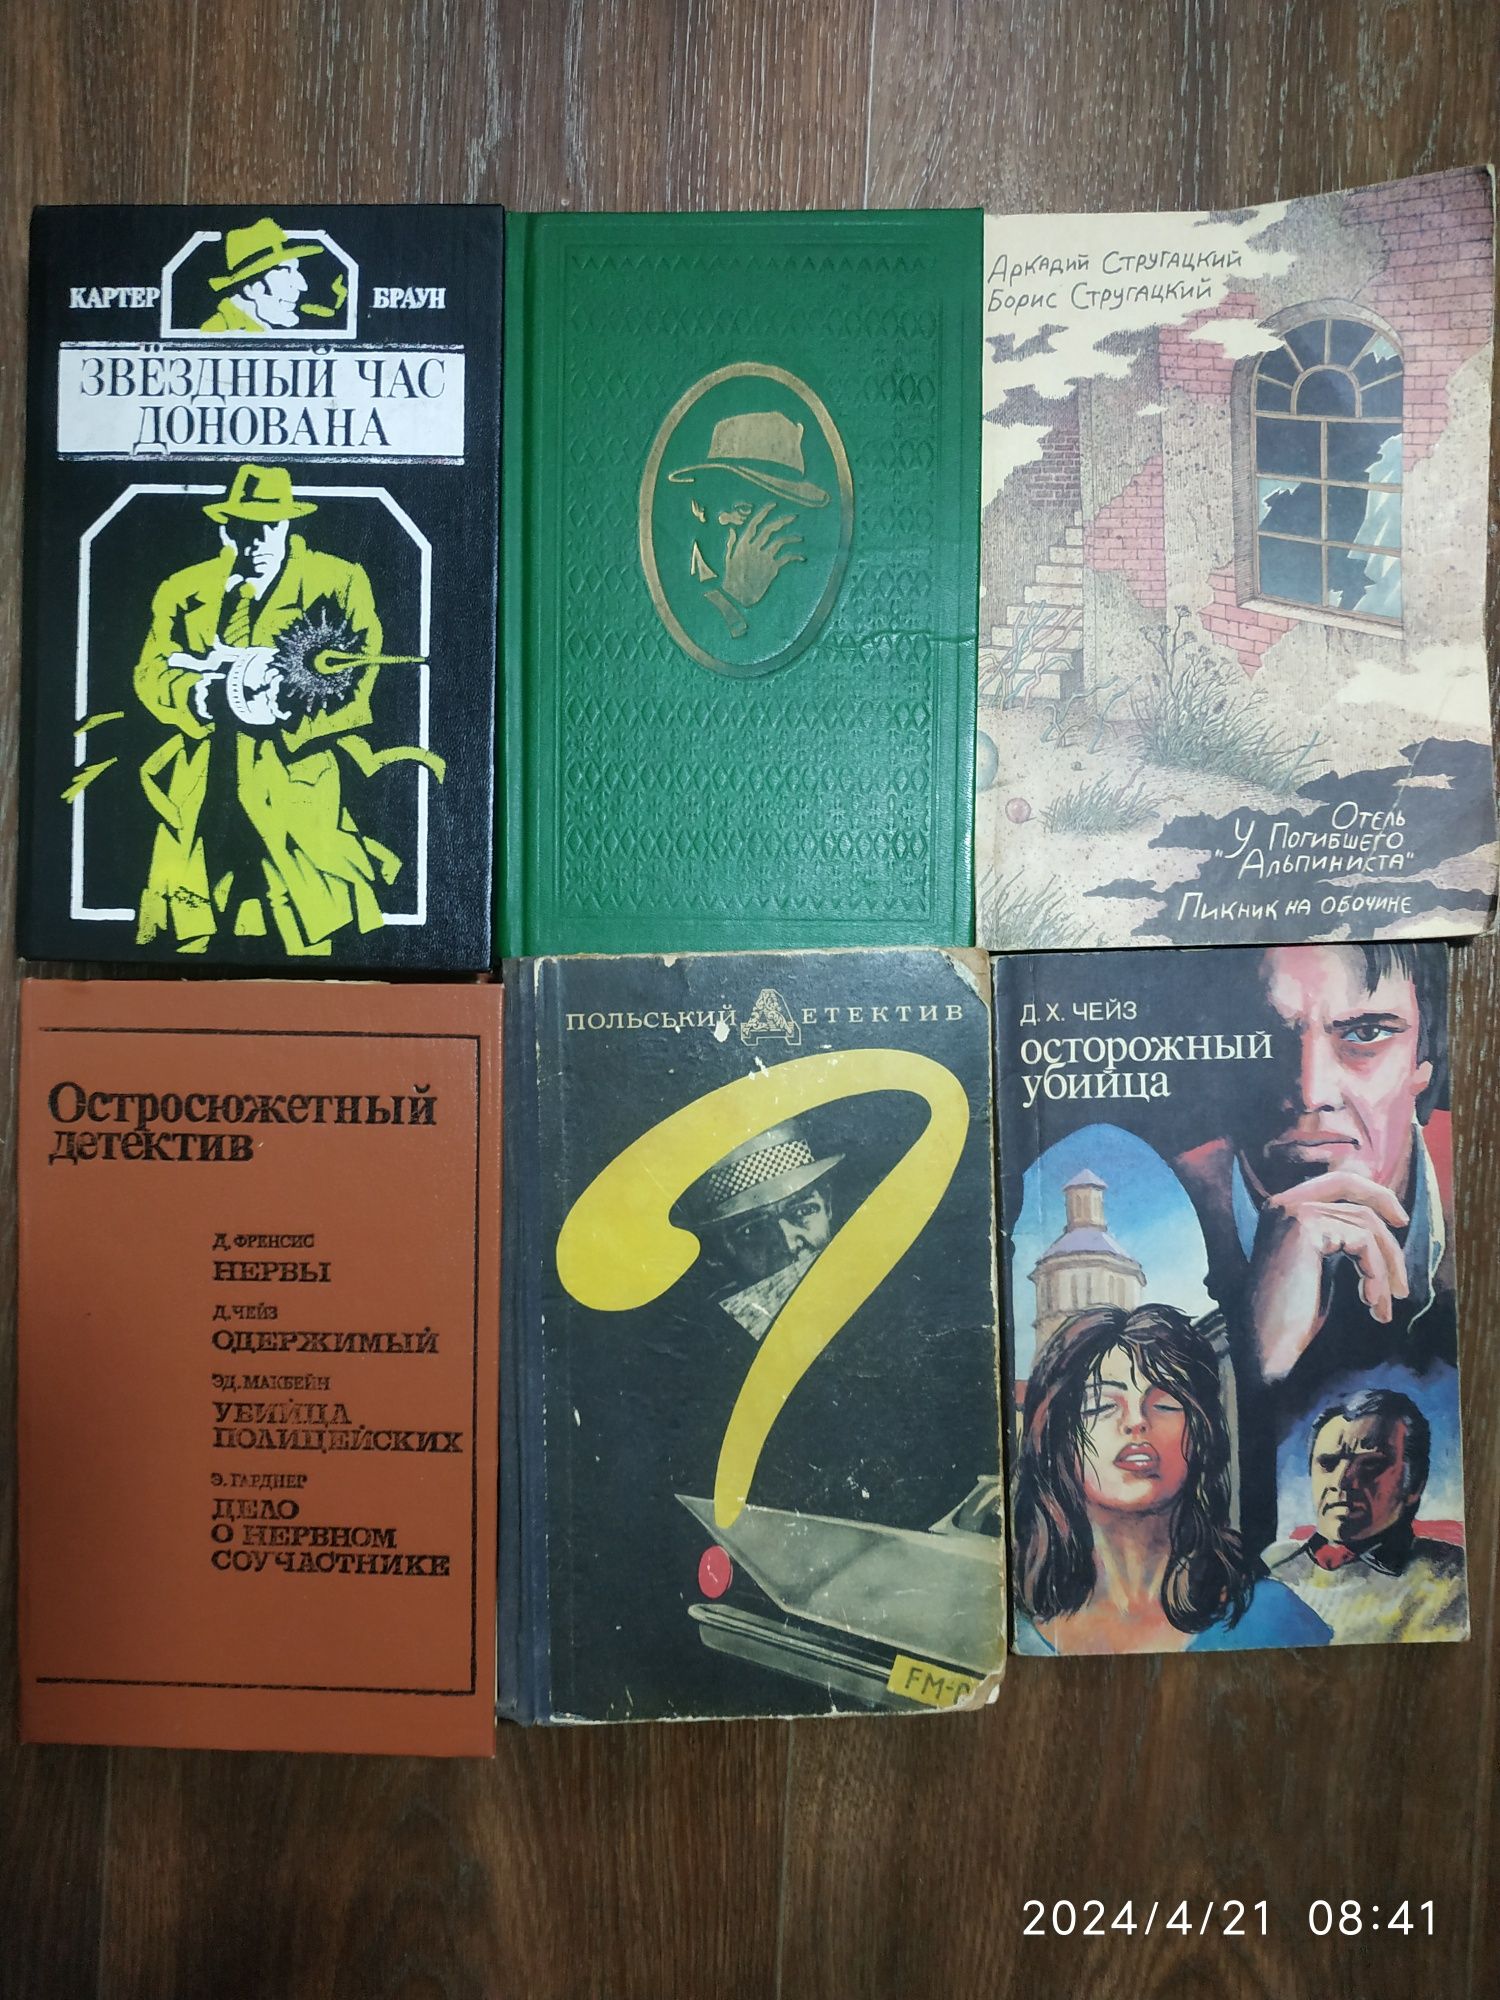 КАРТЕР БРАУН
ЗВЁЗДНЫЙ ЧАС
ДОНОВАНА
Аркадий Стругацкий
Борис Стругацкий
Отель
"У Погибшего
Альпиниста"
Пикник на обочине
Остросюжетный
детектив
Д. ФРЕНСИС
НЕРВЫ
Д. ЧЕЙЗ
ОДЕРЖИМЫЙ
ЭД. МАКБЕЙН
УБИЙЦА
ПОЛИЦЕЙСКИХ
Э. ГАРДНЕР
ДЕЛО
О НЕРВНОМ
СОУЧАСТНИКЕ
ПОЛЬСЬКИЙ ДЕТЕКТИВ
FM-
Д. Х. ЧЕЙЗ
осторожный
убийца
2024/4/21 08:41